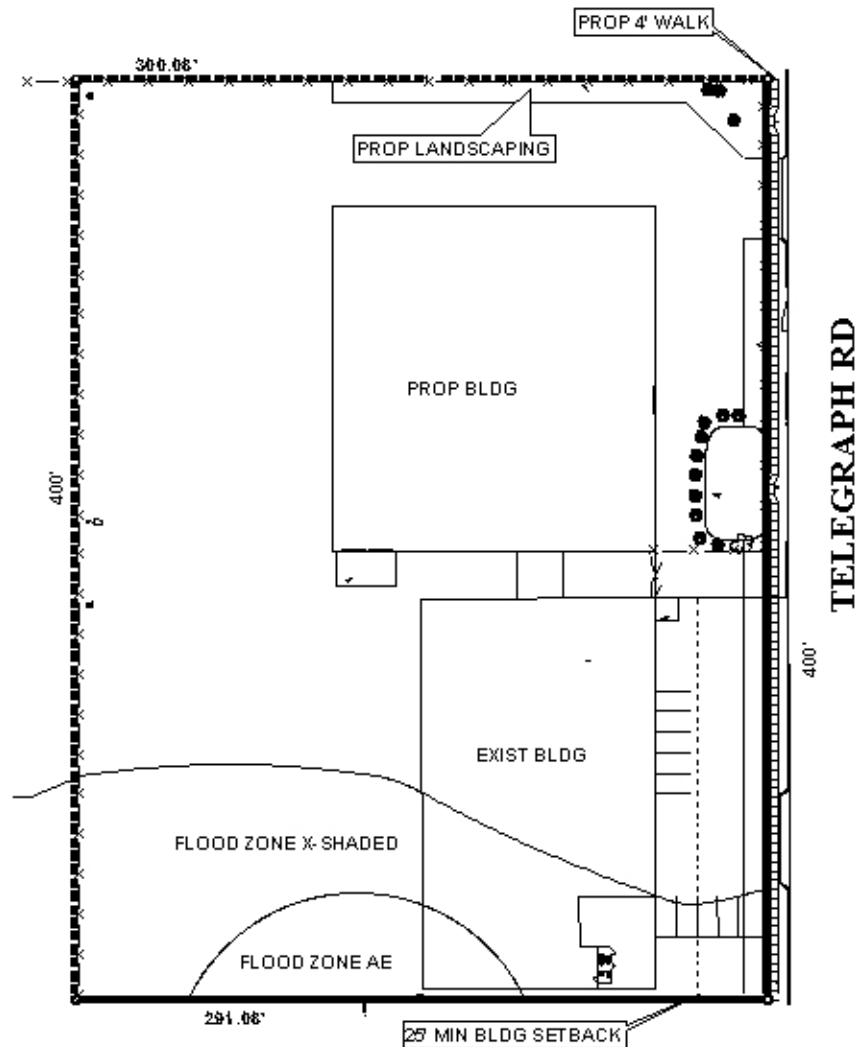 PROP 4' WALK
300.08'
PROP LANDSCAPING
PROP BLDG
TELEGRAPH RD
400'
400'
EXIST BLDG
FLOOD ZONE X-SHADED
FLOOD ZONE AE
291.08'
25' MIN BLDG SETBACK